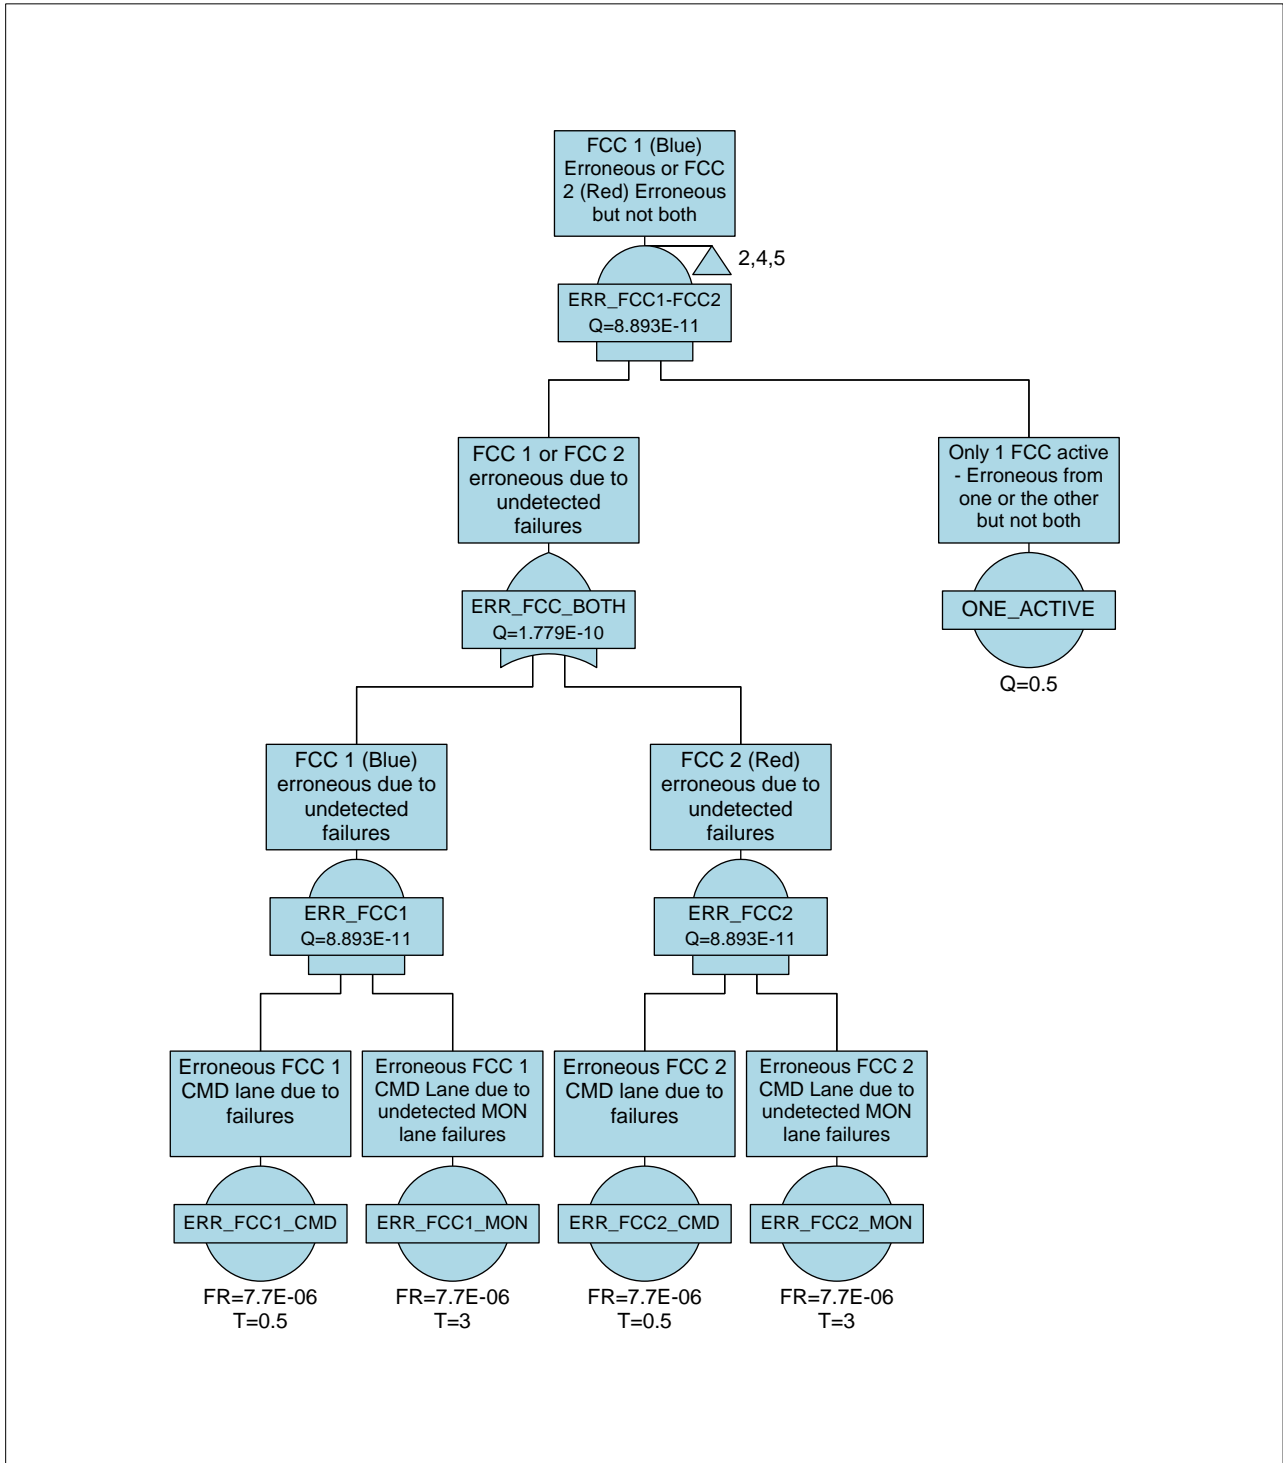 FCC 1 (Blue)
Erroneous or FCC
2 (Red) Erroneous
but not both
2,4,5
ERR_FCC1-FCC2
Q=8.893E-11
FCC 1 or FCC 2
erroneous due to
undetected
failures
ERR_FCC_BOTH
Q=1.779E-10
Only 1 FCC active
- Erroneous from
one or the other
but not both
ONE_ACTIVE
Q=0.5
FCC 1 (Blue)
erroneous due to
undetected
failures
ERR_FCC1
Q=8.893E-11
FCC 2 (Red)
erroneous due to
undetected
failures
ERR_FCC2
Q=8.893E-11
Erroneous FCC 1
CMD lane due to
failures
ERR_FCC1_CMD
FR=7.7E-06
T=0.5
Erroneous FCC 1
CMD Lane due to
undetected MON
lane failures
ERR_FCC1_MON
FR=7.7E-06
T=3
Erroneous FCC 2
CMD lane due to
failures
ERR_FCC2_CMD
FR=7.7E-06
T=0.5
Erroneous FCC 2
CMD Lane due to
undetected MON
lane failures
ERR_FCC2_MON
FR=7.7E-06
T=3